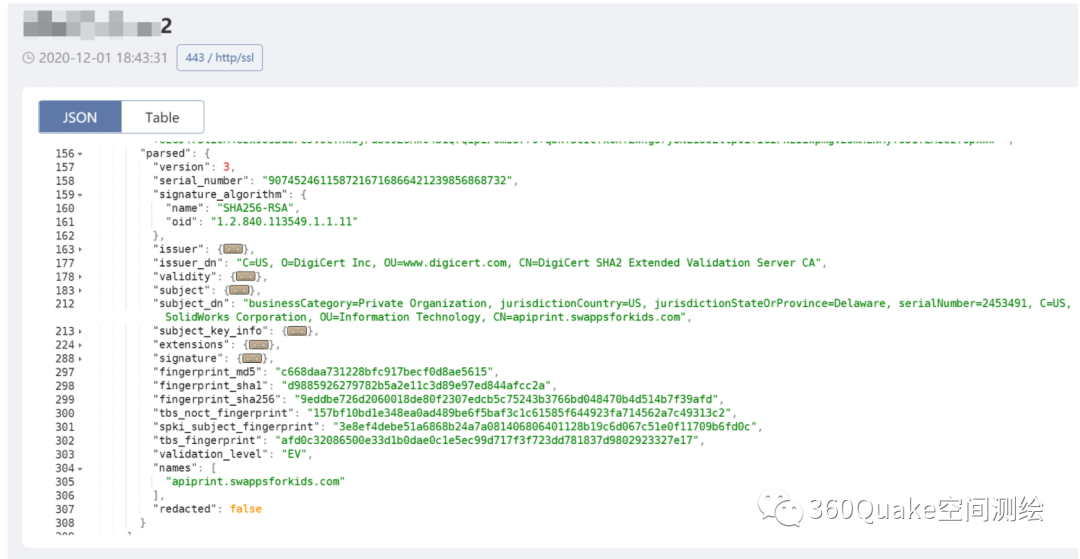 2
2020-12-01 18:43:31 443 / http/ssl
JSON Table
156 "parsed": {
157 "version": 3,
158 "serial_number": "9074524611587216716866421239856868732",
159 "signature_algorithm": {
160 "name": "SHA256-RSA",
161 "oid": "1.2.840.113549.1.1.11"
162 },
163 "issuer": {},
177 "issuer_dn": "C=US, O=DigiCert Inc, OU=www.digicert.com, CN=DigiCert SHA2 Extended Validation Server CA",
178 "validity": {},
183 "subject": {},
212 "subject_dn": "businessCategory=Private Organization, jurisdictionCountry=US, jurisdictionStateOrProvince=Delaware, serialNumber=2453491, C=US,
SolidWorks Corporation, OU=Information Technology, CN=apiprint.swappsforkids.com",
213 "subject_key_info": {},
224 "extensions": {},
288 "signature": {},
297 "fingerprint_md5": "c668daa731228bfc917becf0d8ae5615",
298 "fingerprint_sha1": "d9885926279782b5a2e11c3d89e97ed844afcc2a",
299 "fingerprint_sha256": "9eddbe726d2060018de80f2307edcb5c75243b3766bd048470b4d514b7f39afd",
300 "tbs_noct_fingerprint": "157bf10bd1e348ea0ad489be6f5baf3c1c61585f644923fa714562a7c49313c2",
301 "spki_subject_fingerprint": "3e8ef4debe51a6868b24a7a081406806401128b19c6d067c51e0f11709b6fd0c",
302 "tbs_fingerprint": "afd0c32086500e33d1b0dae0c1e5ec99d717f3f723dd781837d9802923327e17",
303 "validation_level": "EV",
304 "names": [
305 "apiprint.swappsforkids.com"
306 ],
307 "redacted": false
308 }
360Quake空间测绘